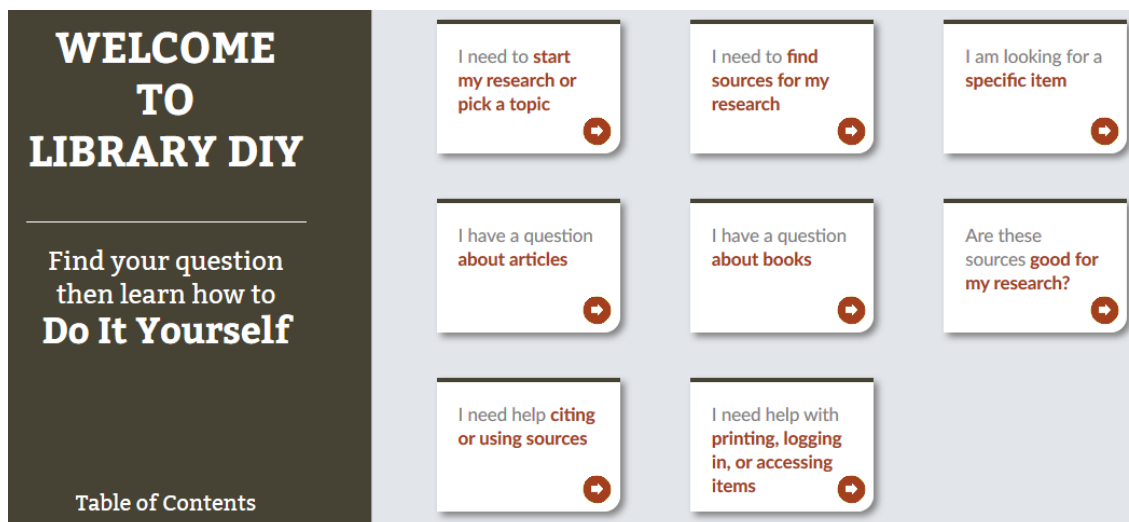 WELCOME
TO
LIBRARY DIY
Find your question
then learn how to
Do It Yourself
Table of Contents
I need to start
my research or
pick a topic
I need to find
sources for my
research
I am looking for a
specific item
I have a question
about articles
I have a question
about books
Are these
sources good for
my research?
I need help citing
or using sources
I need help with
printing, logging
in, or accessing
items